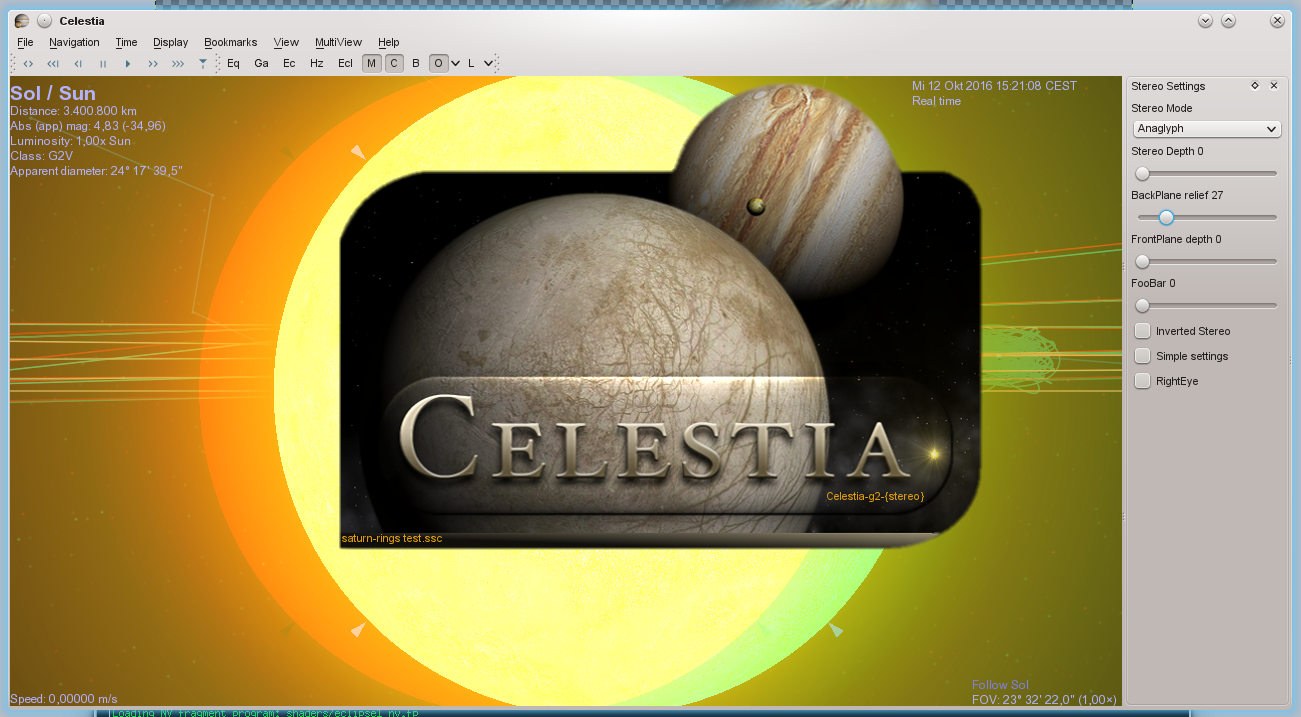 Celestia
File Navigation Time Display Bookmarks View MultiView Help
Eq Ga Ec Hz Ecl M C B O L
Sol / Sun
Distance: 3.400.800 km
Abs (app) mag: 4,83 (-34,96)
Luminosity: 1,00x Sun
Class: G2V
Apparent diameter: 24° 17' 39,5"
Mi 12 Okt 2016 15:21:08 CEST
Real time
CELESTIA
Celestia-g2-{stereo}
saturn-rings test.ssc
Speed: 0,00000 m/s
Follow Sol
FOV: 23° 32' 22,0" (1,00×)
Stereo Settings
Stereo Mode
Anaglyph
Stereo Depth 0
BackPlane relief 27
FrontPlane depth 0
FooBar 0
Inverted Stereo
Simple settings
RightEye
Loading NV fragment program: shaders/eclipse1_nv.fp